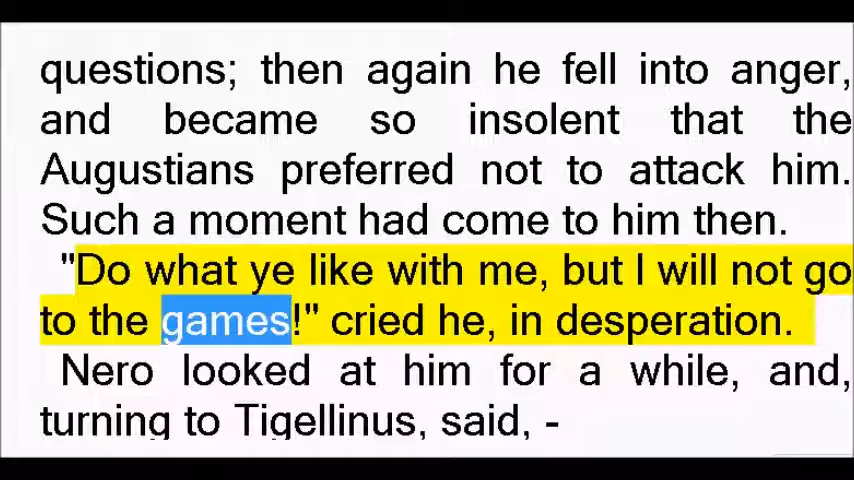 questions; then again he fell into anger,
and became so insolent that the
Augustians preferred not to attack him.
Such a moment had come to him then.
"Do what ye like with me, but I will not go
to the games!" cried he, in desperation.
Nero looked at him for a while, and,
turning to Tigellinus, said, -